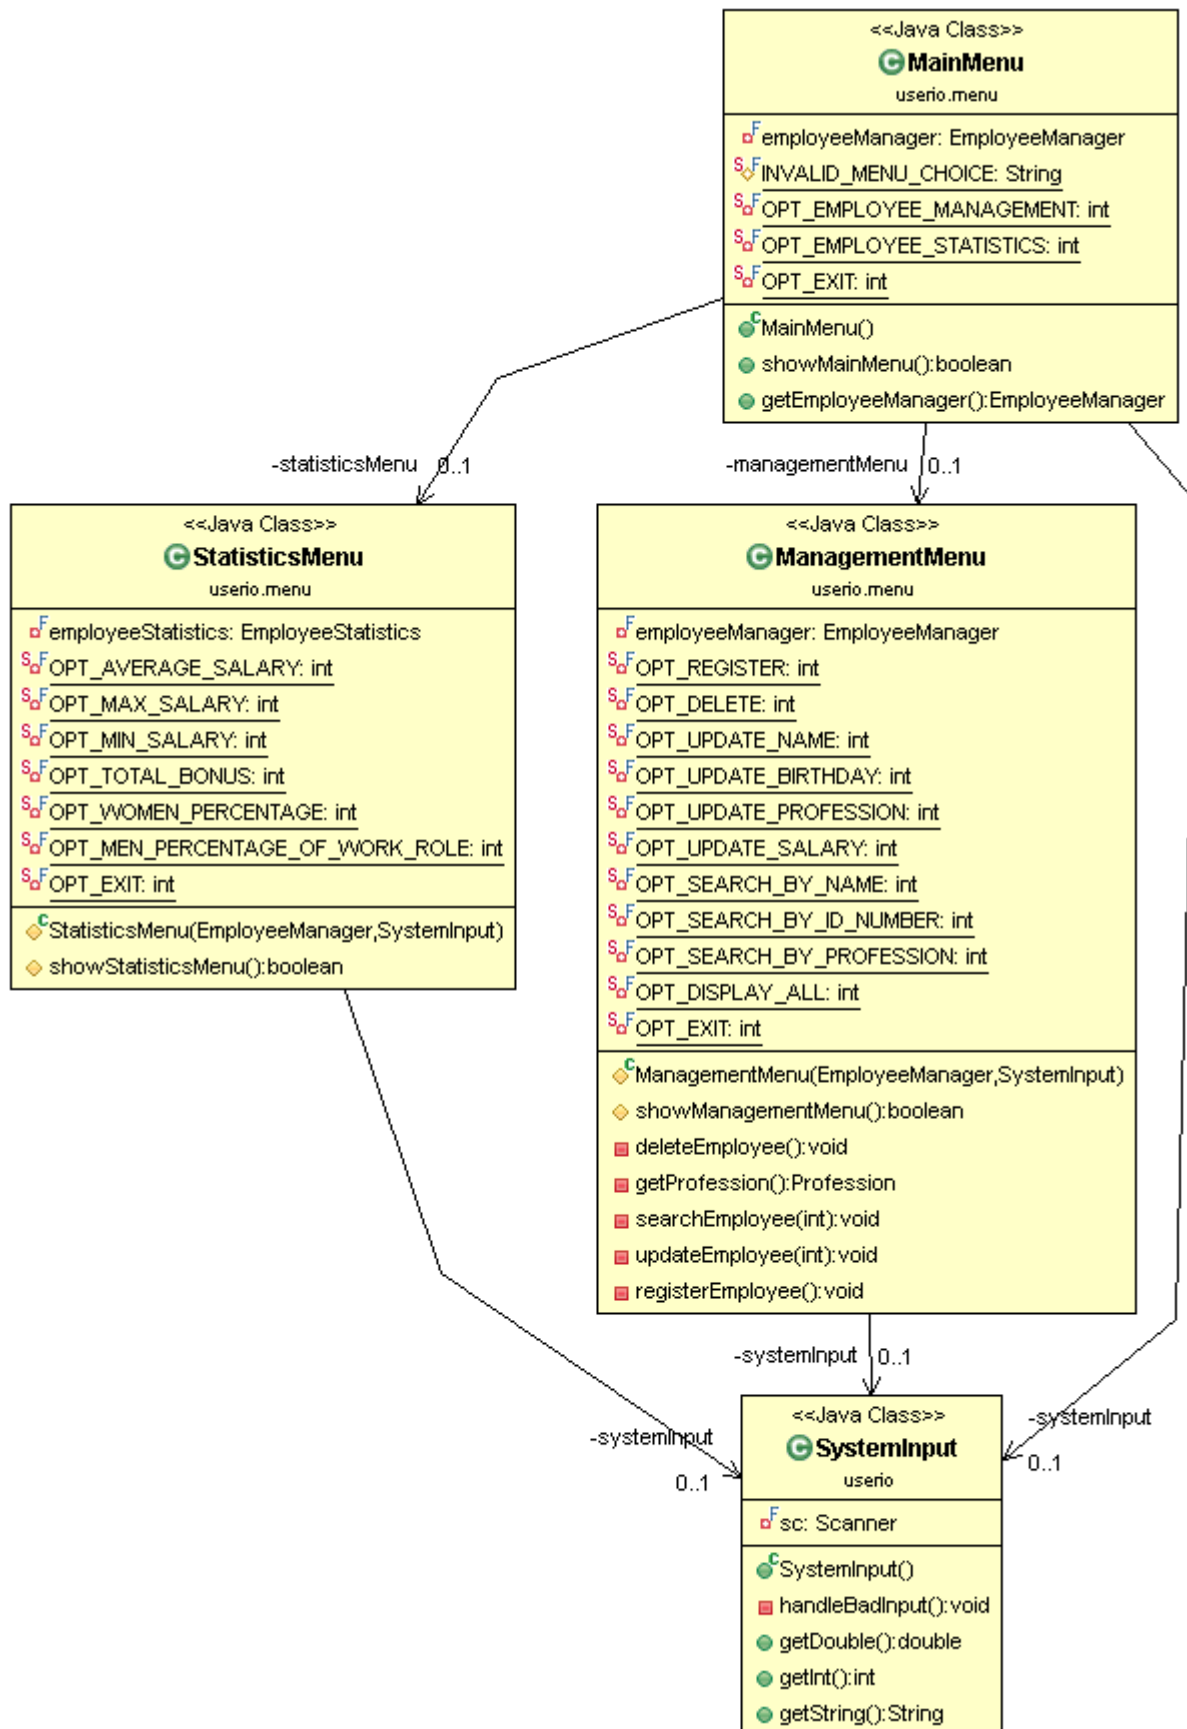 <<Java Class>>
MainMenu
userio.menu
employeeManager: EmployeeManager
INVALID_MENU_CHOICE: String
OPT_EMPLOYEE_MANAGEMENT: int
OPT_EMPLOYEE_STATISTICS: int
OPT_EXIT: int
MainMenu()
showMainMenu():boolean
getEmployeeManager():EmployeeManager
-statisticsMenu 0..1
-managementMenu 0..1
<<Java Class>>
StatisticsMenu
userio.menu
employeeStatistics: EmployeeStatistics
OPT_AVERAGE_SALARY: int
OPT_MAX_SALARY: int
OPT_MIN_SALARY: int
OPT_TOTAL_BONUS: int
OPT_WOMEN_PERCENTAGE: int
OPT_MEN_PERCENTAGE_OF_WORK_ROLE: int
OPT_EXIT: int
StatisticsMenu(EmployeeManager,SystemInput)
showStatisticsMenu():boolean
<<Java Class>>
ManagementMenu
userio.menu
employeeManager: EmployeeManager
OPT_REGISTER: int
OPT_DELETE: int
OPT_UPDATE_NAME: int
OPT_UPDATE_BIRTHDAY: int
OPT_UPDATE_PROFESSION: int
OPT_UPDATE_SALARY: int
OPT_SEARCH_BY_NAME: int
OPT_SEARCH_BY_ID_NUMBER: int
OPT_SEARCH_BY_PROFESSION: int
OPT_DISPLAY_ALL: int
OPT_EXIT: int
ManagementMenu(EmployeeManager,SystemInput)
showManagementMenu():boolean
deleteEmployee():void
getProfession():Profession
searchEmployee(int):void
updateEmployee(int):void
registerEmployee():void
-systemInput 0..1
-systemInput
0..1
-systemInput
0..1
<<Java Class>>
SystemInput
userio
sc: Scanner
SystemInput()
handleBadInput():void
getDouble():double
getInt():int
getString():String